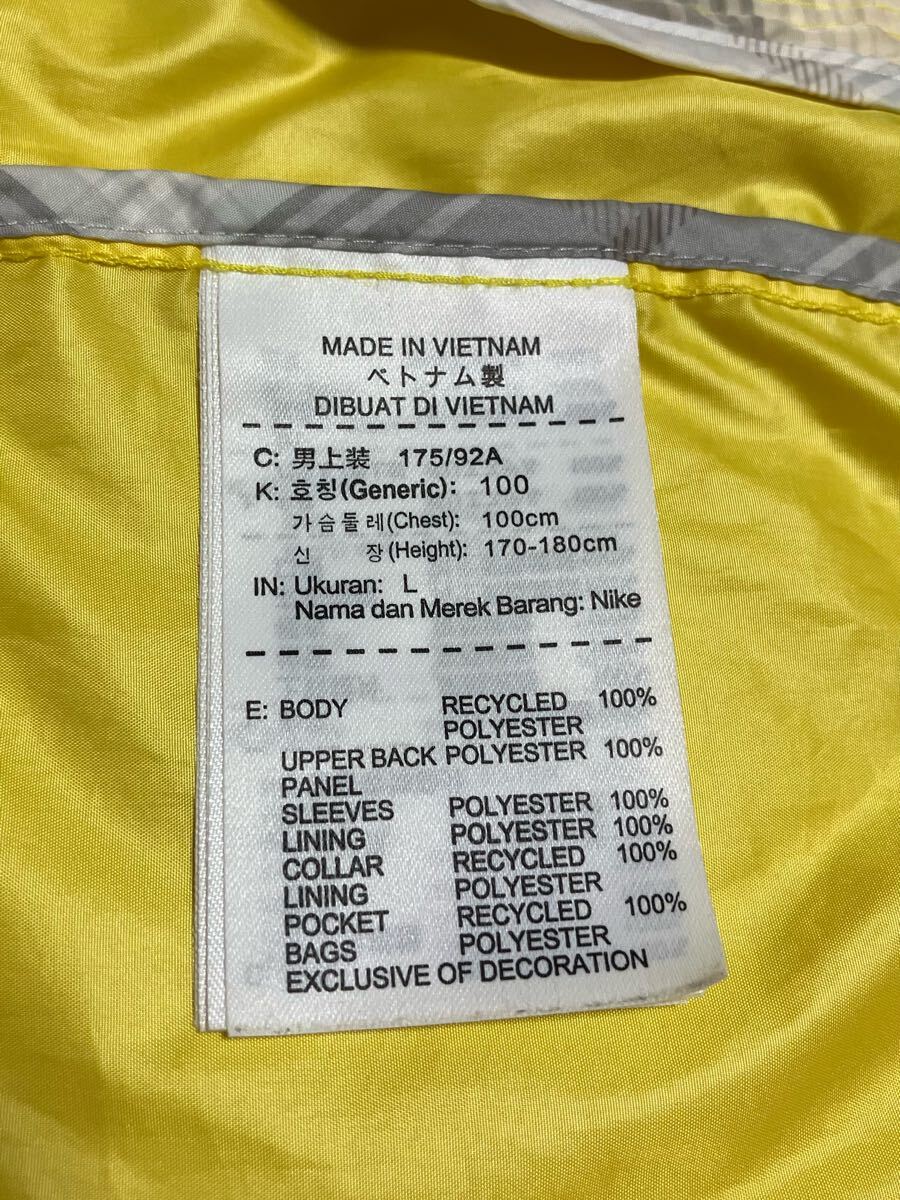 MADE IN VIETNAM
ベトナム製
DIBUAT DI VIETNAM
C: 男上装 175/92A
K: 호칭(Generic): 100
가슴둘레(Chest): 100cm
신 장(Height): 170-180cm
IN: Ukuran: L
Nama dan Merek Barang: Nike
E: BODY RECYCLED 100%
POLYESTER
UPPER BACK POLYESTER 100%
PANEL
SLEEVES POLYESTER 100%
LINING POLYESTER 100%
COLLAR RECYCLED 100%
LINING POLYESTER
POCKET RECYCLED 100%
BAGS POLYESTER
EXCLUSIVE OF DECORATION